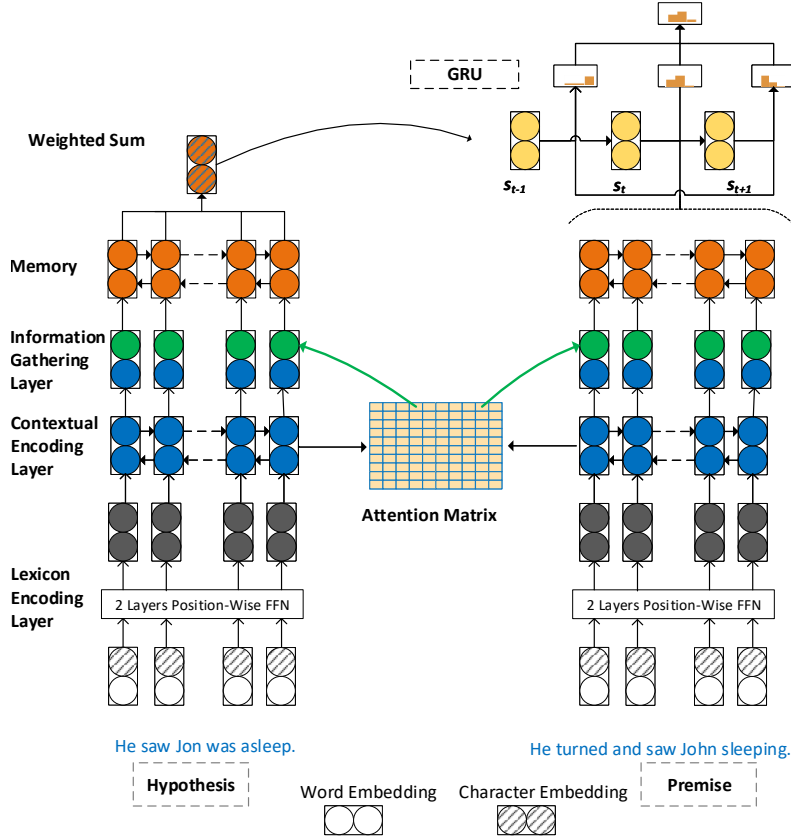 GRU
Weighted Sum
s_{t-1}
s_t
s_{t+1}
Memory
Information
Gathering
Layer
Contextual
Encoding
Layer
Attention Matrix
Lexicon
Encoding
Layer
2 Layers Position-Wise FFN
2 Layers Position-Wise FFN
He saw Jon was asleep.
He turned and saw John sleeping.
Hypothesis
Premise
Word Embedding
Character Embedding